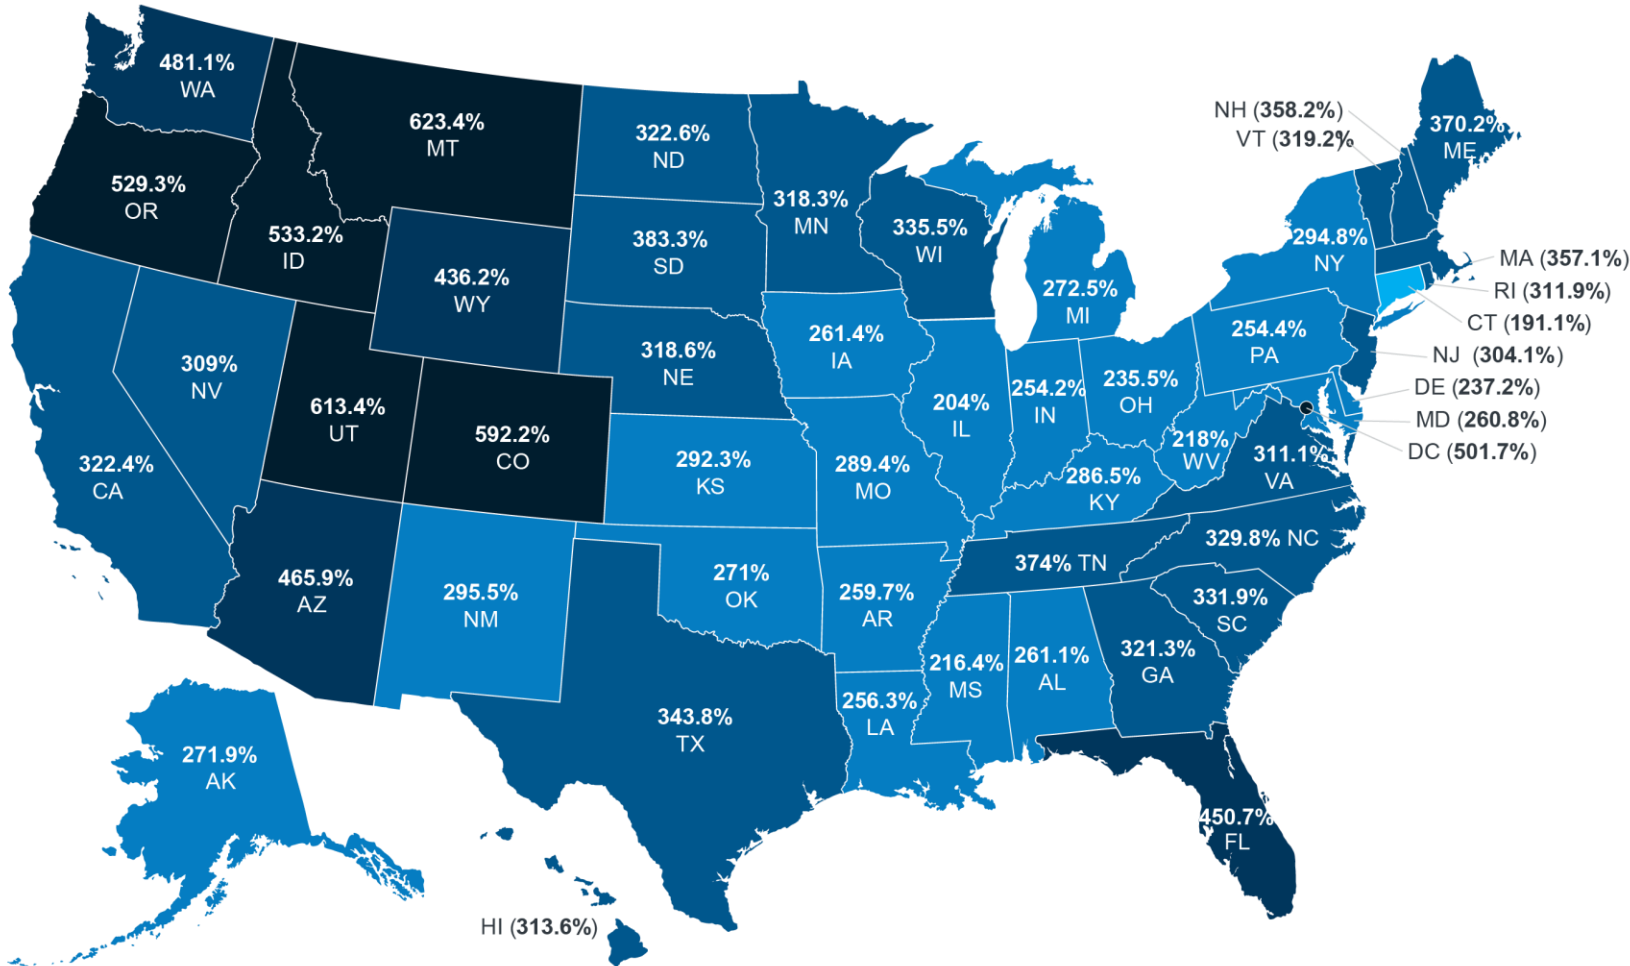 481.1%
WA
529.3%
OR
533.2%
ID
623.4%
MT
436.2%
WY
322.6%
ND
383.3%
SD
318.6%
NE
318.3%
MN
335.5%
WI
272.5%
MI
261.4%
IA
309%
NV
322.4%
CA
613.4%
UT
592.2%
CO
292.3%
KS
289.4%
MO
204%
IL
254.2%
IN
235.5%
OH
286.5%
KY
218%
WV
311.1%
VA
254.4%
PA
294.8%
NY
NH (358.2%)
VT (319.2%
370.2%
ME
MA (357.1%)
RI (311.9%)
CT (191.1%)
NJ (304.1%)
DE (237.2%)
MD (260.8%)
DC (501.7%)
465.9%
AZ
295.5%
NM
271%
OK
259.7%
AR
374% TN
329.8% NC
331.9%
SC
321.3%
GA
261.1%
AL
216.4%
MS
256.3%
LA
343.8%
TX
450.7%
FL
271.9%
AK
HI (313.6%)